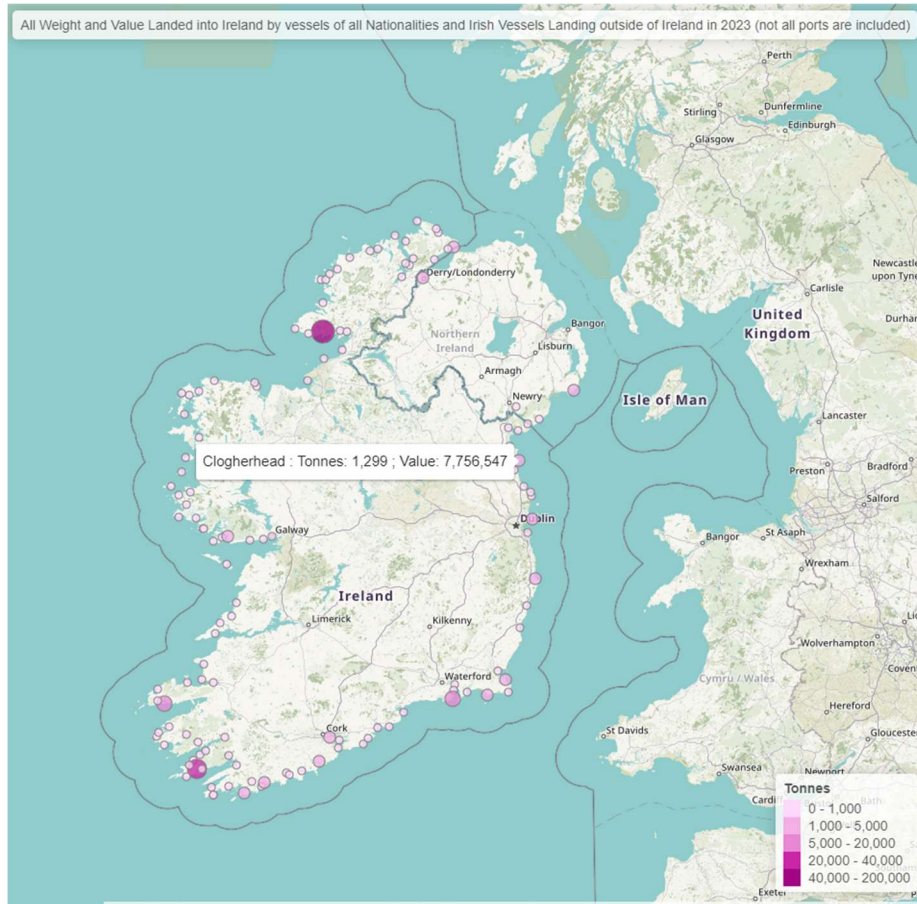 All Weight and Value Landed into Ireland by vessels of all Nationalities and Irish Vessels Landing outside of Ireland in 2023 (not all ports are included)
Perth
Stirling
Dunfermline
Edinburgh
Glasgow
Newcastle
upon Tyne
Derry/Londonderry
Carlisle
United
Kingdom
Bangor
Northern
Ireland
Lisburn
Armagh
Newry
Isle of Man
Lancaster
Clogherhead : Tonnes: 1,299 ; Value: 7,756,547
Preston
Bradford
Salford
Dublin
Galway
Bangor
St Asaph
Wrexham
Ireland
Limerick
Kilkenny
Wolverhampton
Waterford
Cymru / Wales
Hereford
Cork
St Davids
Gloucester
Swansea
Newport
Tonnes
0 - 1,000
1,000 - 5,000
5,000 - 20,000
20,000 - 40,000
40,000 - 200,000
Bath
Exeter